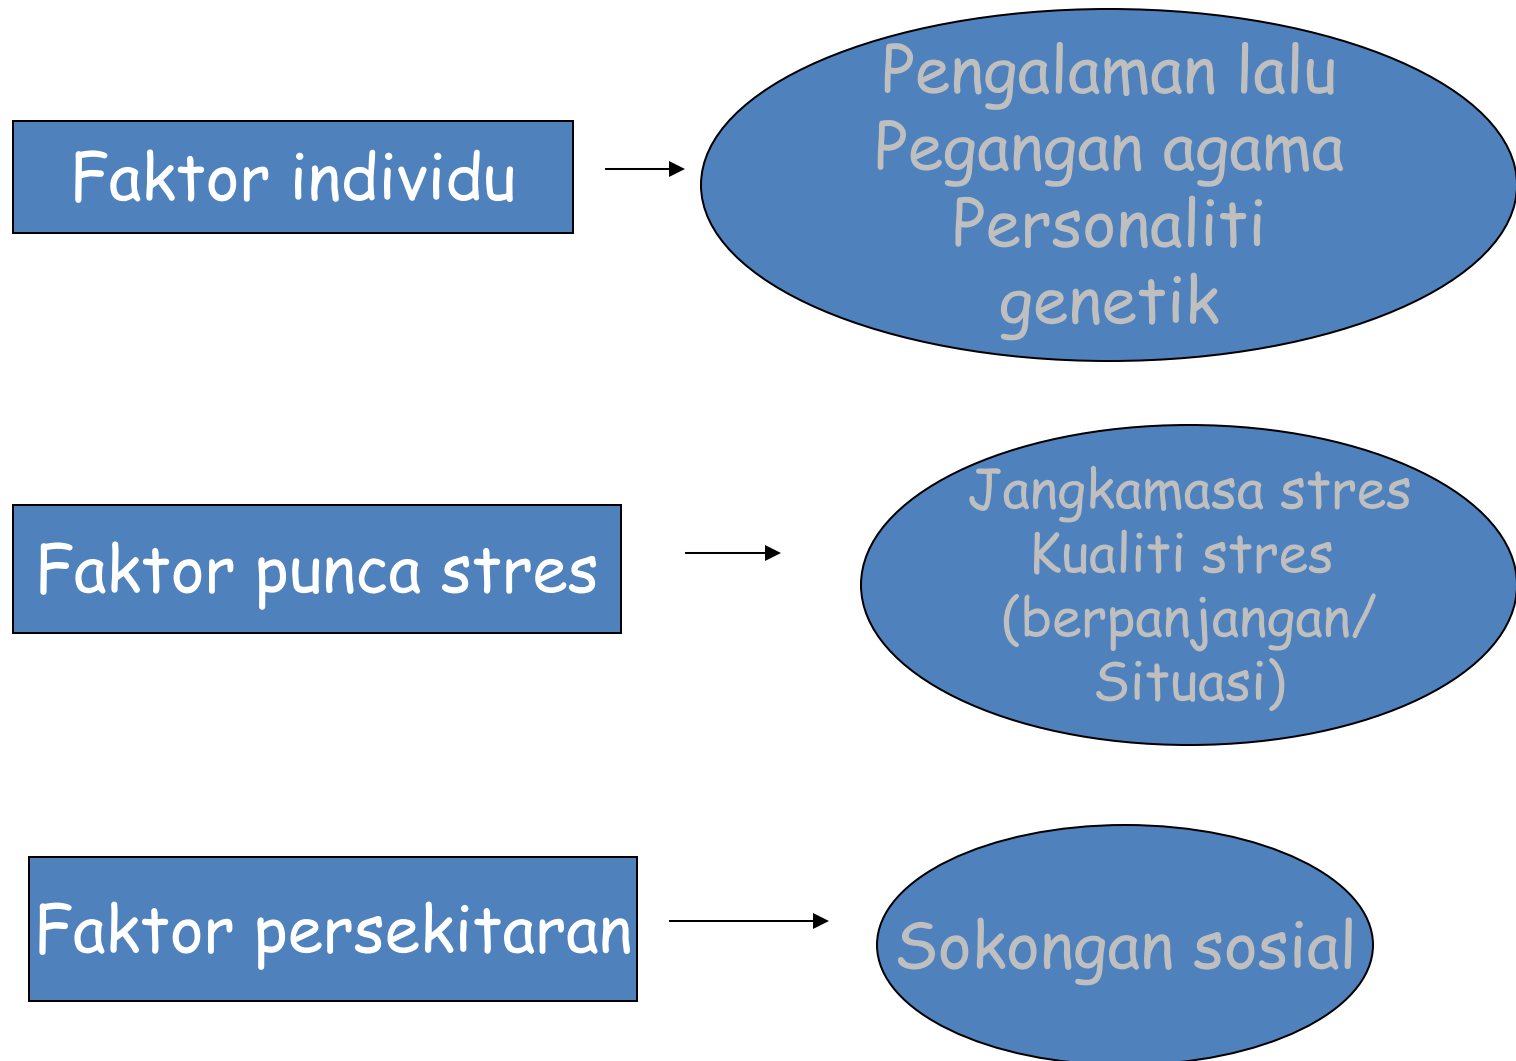 Faktor individu
Pengalaman lalu
Pegangan agama
Personaliti
genetik
Faktor punca stres
Jangkamasa stres
Kualiti stres
(berpanjangan/
Situasi)
Faktor persekitaran
Sokongan sosial